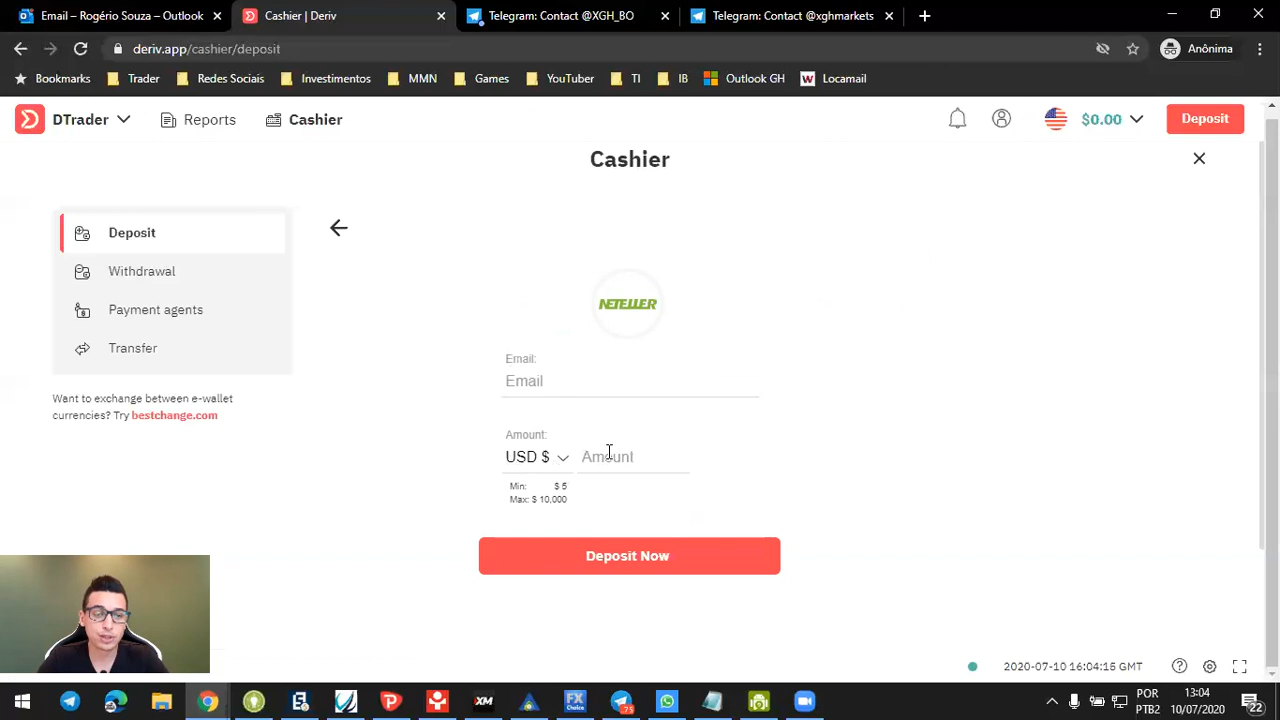 Email – Rogério Souza – Outlook
Cashier | Deriv
Telegram: Contact @XGH_BO
Telegram: Contact @xghmarkets
deriv.app/cashier/deposit
Anônima
Bookmarks
Trader
Redes Sociais
Investimentos
MMN
Games
YouTuber
TI
IB
Outlook GH
Locamail
DTrader
Reports
Cashier
$0.00
Deposit
Cashier
Deposit
Withdrawal
Payment agents
Transfer
Want to exchange between e-wallet
currencies? Try bestchange.com
NETELLER
Email:
Email
Amount:
USD $
Amount
Min: $ 5
Max: $ 10,000
Deposit Now
2020-07-10 16:04:15 GMT
XM
FX
Choice
POR
PTB2
13:04
10/07/2020
22